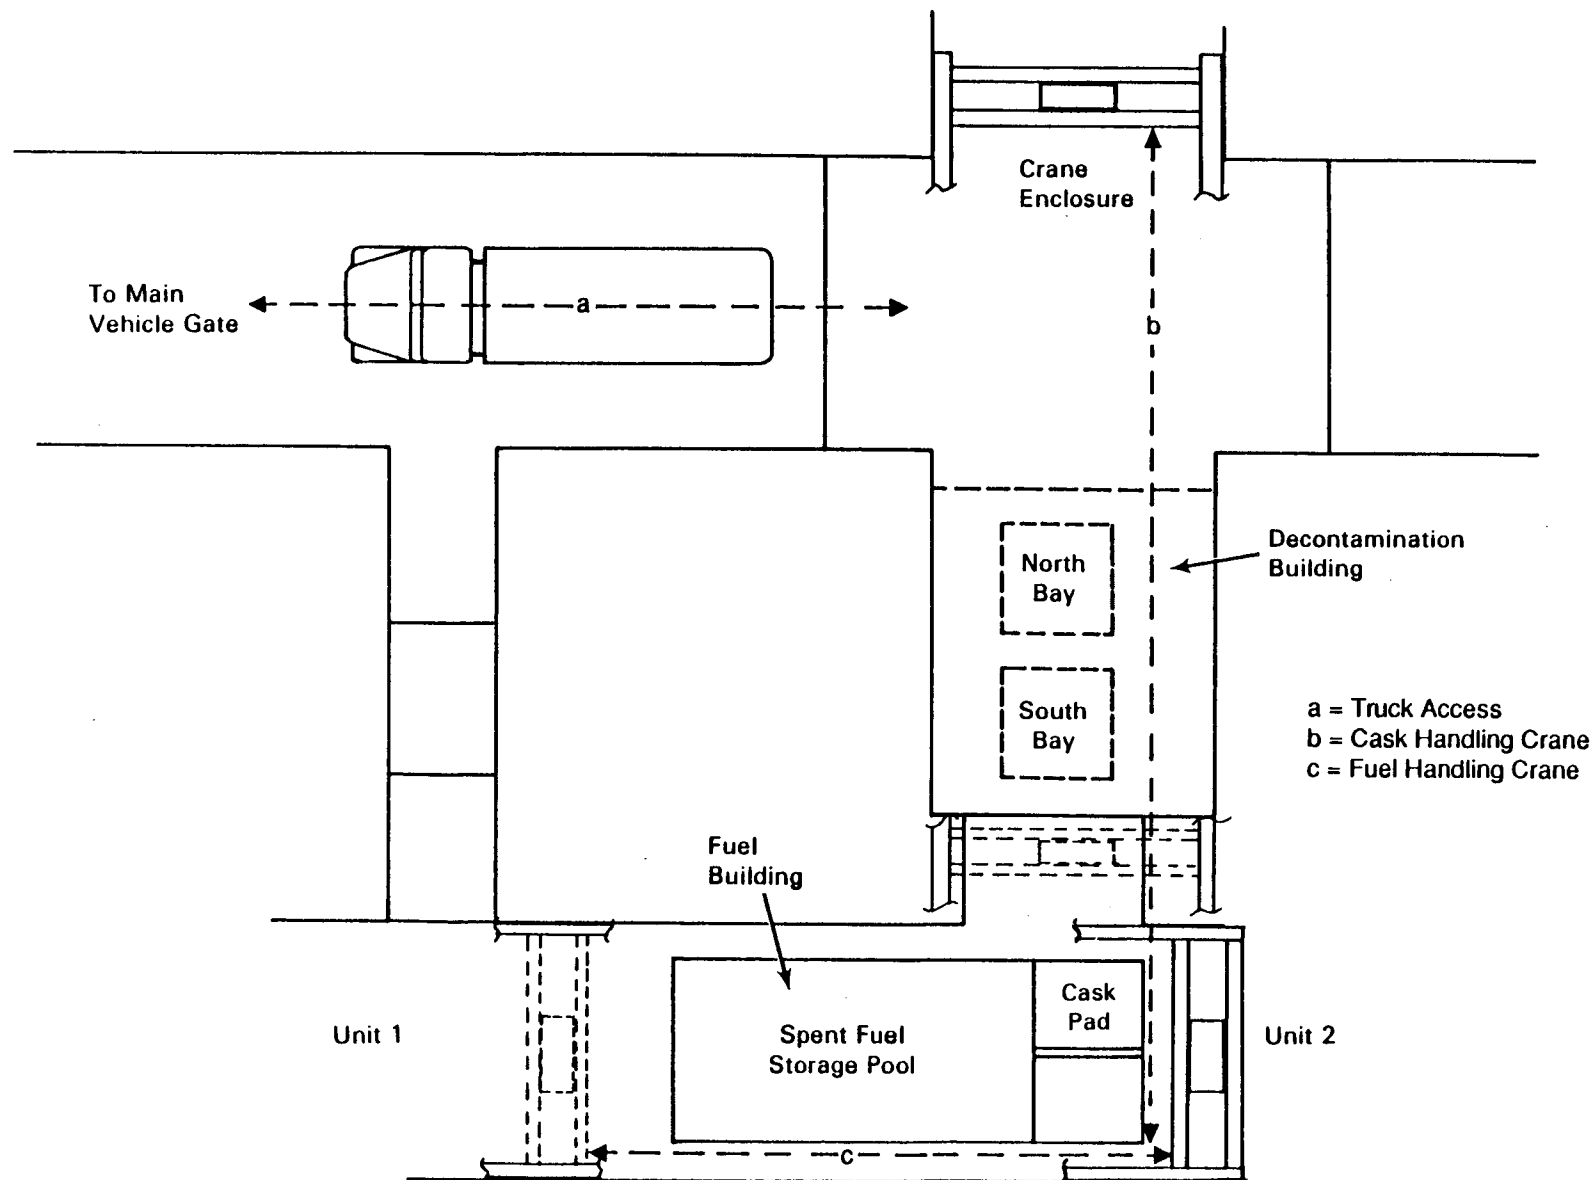 Crane
Enclosure
To Main
Vehicle Gate
a
b
North
Bay
Decontamination
Building
South
Bay
a = Truck Access
b = Cask Handling Crane
c = Fuel Handling Crane
Fuel
Building
Cask
Pad
Unit 1
Spent Fuel
Storage Pool
Unit 2
c